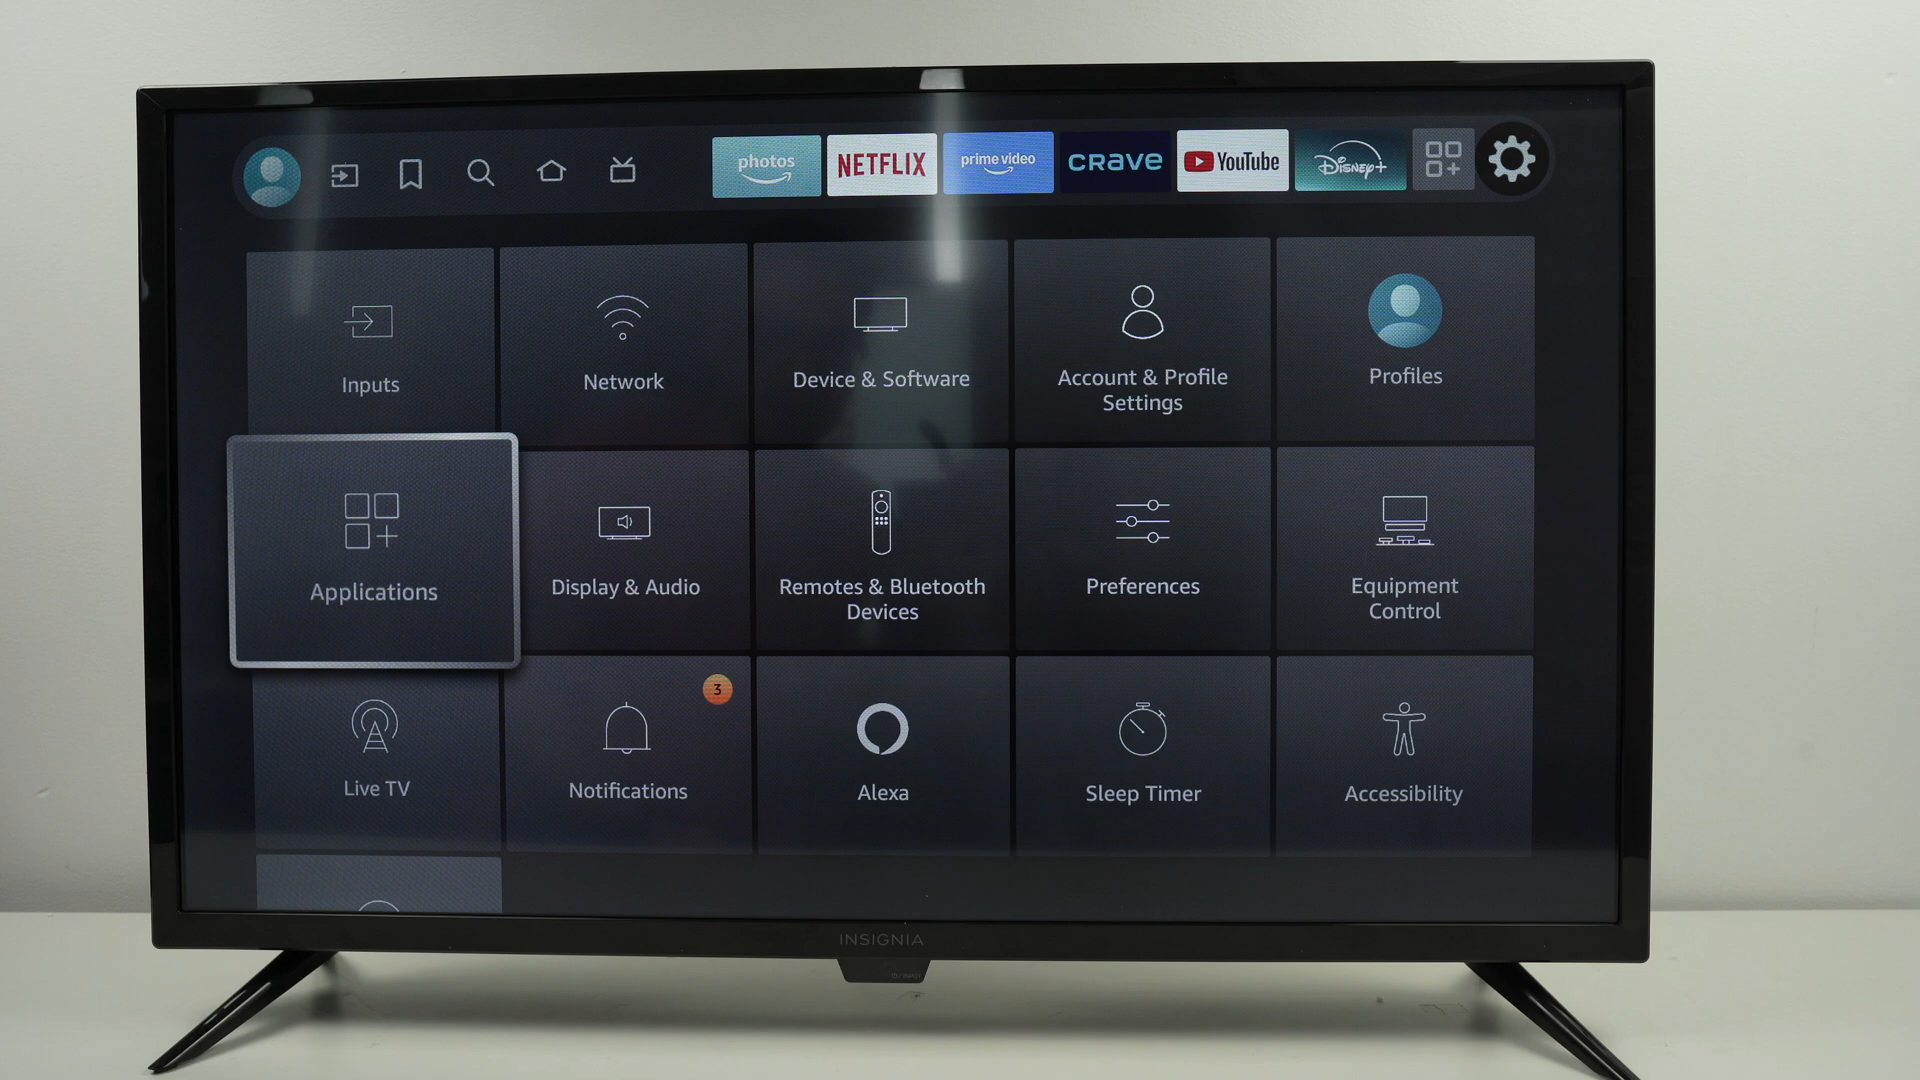 photos
NETFLIX
prime video
CRAVE
YouTube
Disney+
Inputs
Network
Device & Software
Account & Profile
Settings
Profiles
Applications
Display & Audio
Remotes & Bluetooth
Devices
Preferences
Equipment
Control
Live TV
3
Notifications
Alexa
Sleep Timer
Accessibility
INSIGNIA
/ INPUT